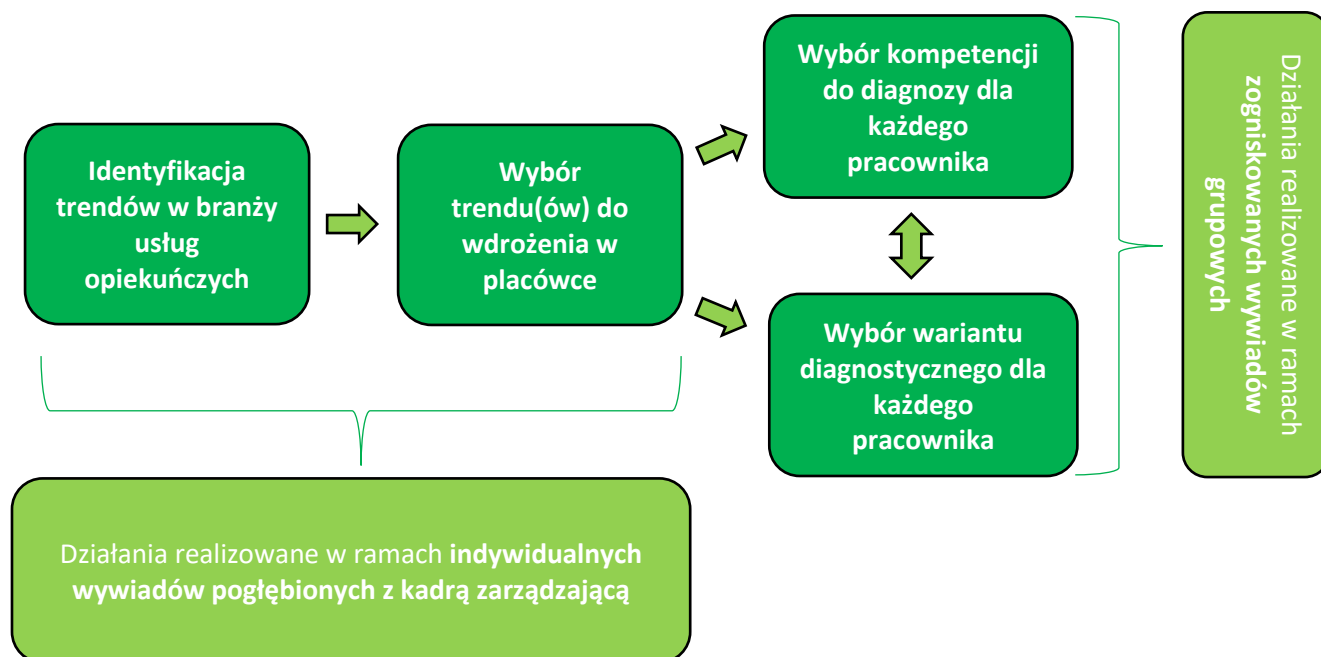 Identyfikacja
trendów w branży
usług
opiekuńczych
Wybór
trendu(ów) do
wdrożenia w
placówce
Wybór kompetencji
do diagnozy dla
każdego
pracownika
Wybór wariantu
diagnostycznego dla
każdego
pracownika
Działania realizowane w ramach
zogniskowanych wywiadów
grupowych
Działania realizowane w ramach indywidualnych
wywiadów pogłębionych z kadrą zarządzającą